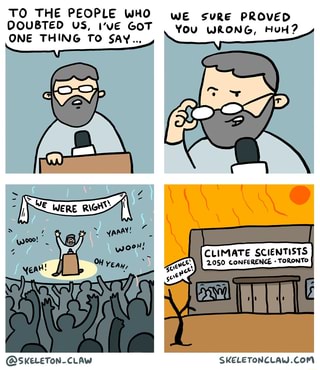 TO THE PEOPLE WHO
DOUBTED US, I'VE GOT
ONE THING TO SAY...
WE SURE PROVED
YOU WRONG, HUH?
WE WERE RIGHT!
WOOO!
YAAAY!
WOOH!
YEAH!
OH YEAH!
SCIENCE!
SCIENCE!
CLIMATE SCIENTISTS
2050 CONFERENCE - TORONTO
@SKELETON_CLAW
SKELETONCLAW.COM